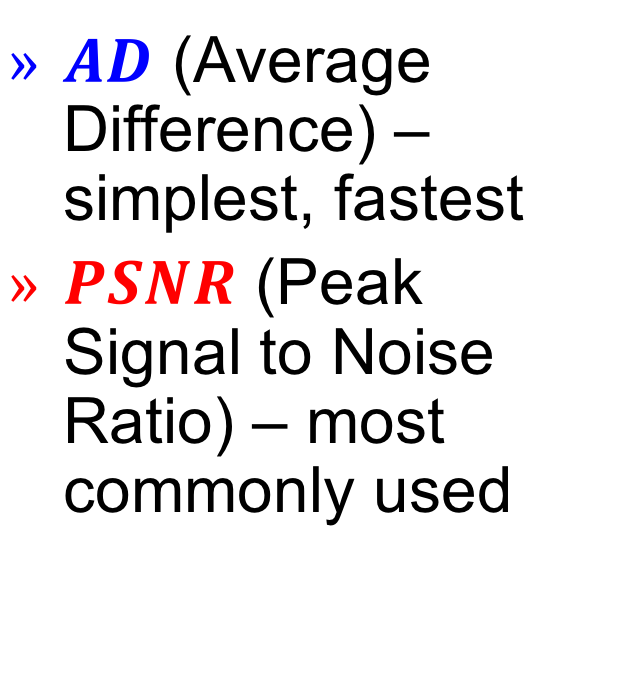 » AD (Average
Difference) –
simplest, fastest
» PSNR (Peak
Signal to Noise
Ratio) – most
commonly used